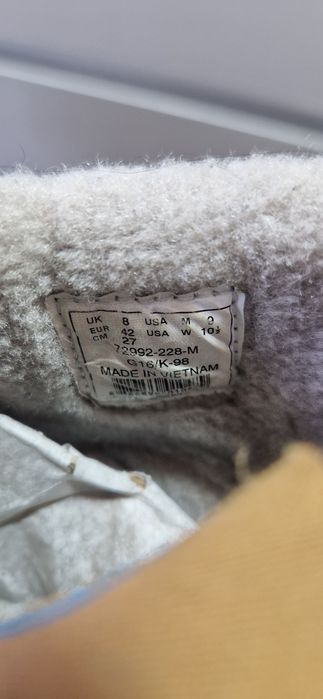 UK 8 USA M 9
EUR 42 USA W 10½
CM 27
72992-228-M
G16/K-98
MADE IN VIETNAM